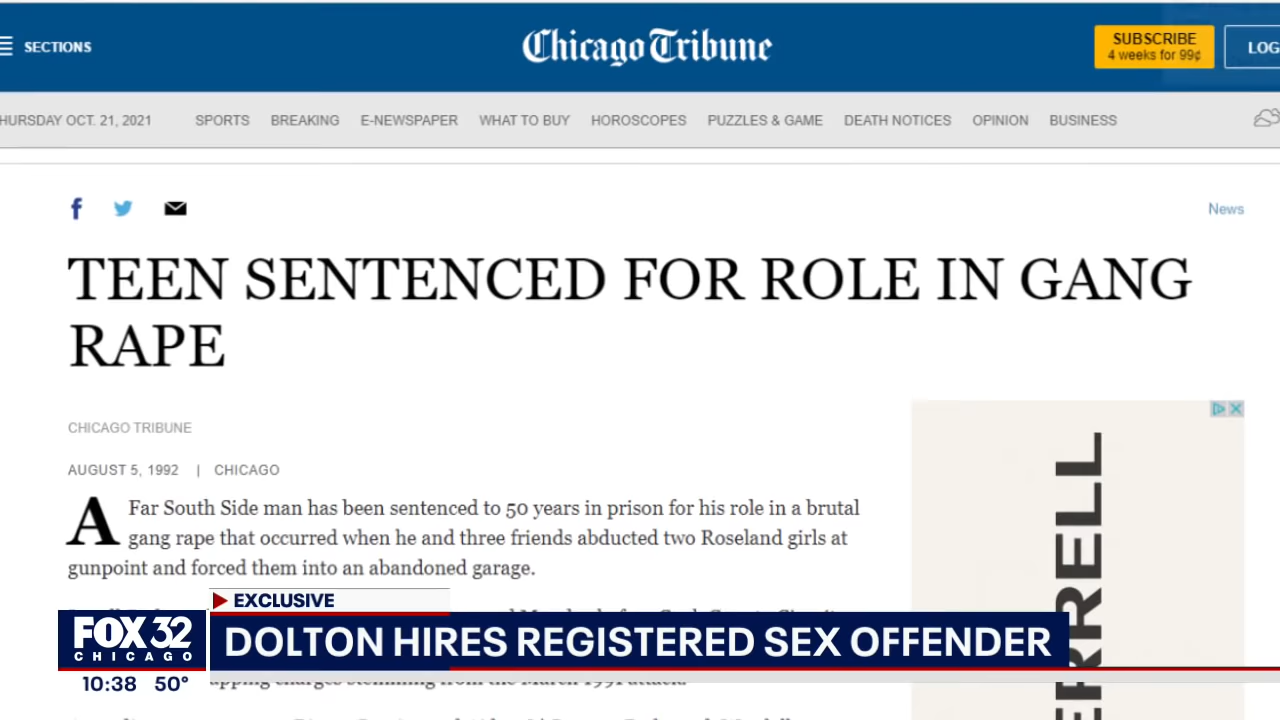 SECTIONS
Chicago Tribune
SUBSCRIBE
4 weeks for 99¢
LOG
HURSDAY OCT. 21, 2021
SPORTS BREAKING E-NEWSPAPER WHAT TO BUY HOROSCOPES PUZZLES & GAME DEATH NOTICES OPINION BUSINESS
News
TEEN SENTENCED FOR ROLE IN GANG
RAPE
CHICAGO TRIBUNE
AUGUST 5, 1992 | CHICAGO
A Far South Side man has been sentenced to 50 years in prison for his role in a brutal
gang rape that occurred when he and three friends abducted two Roseland girls at
gunpoint and forced them into an abandoned garage.
EXCLUSIVE
FOX 32
CHICAGO
DOLTON HIRES REGISTERED SEX OFFENDER
10:38 50°
ERRELL